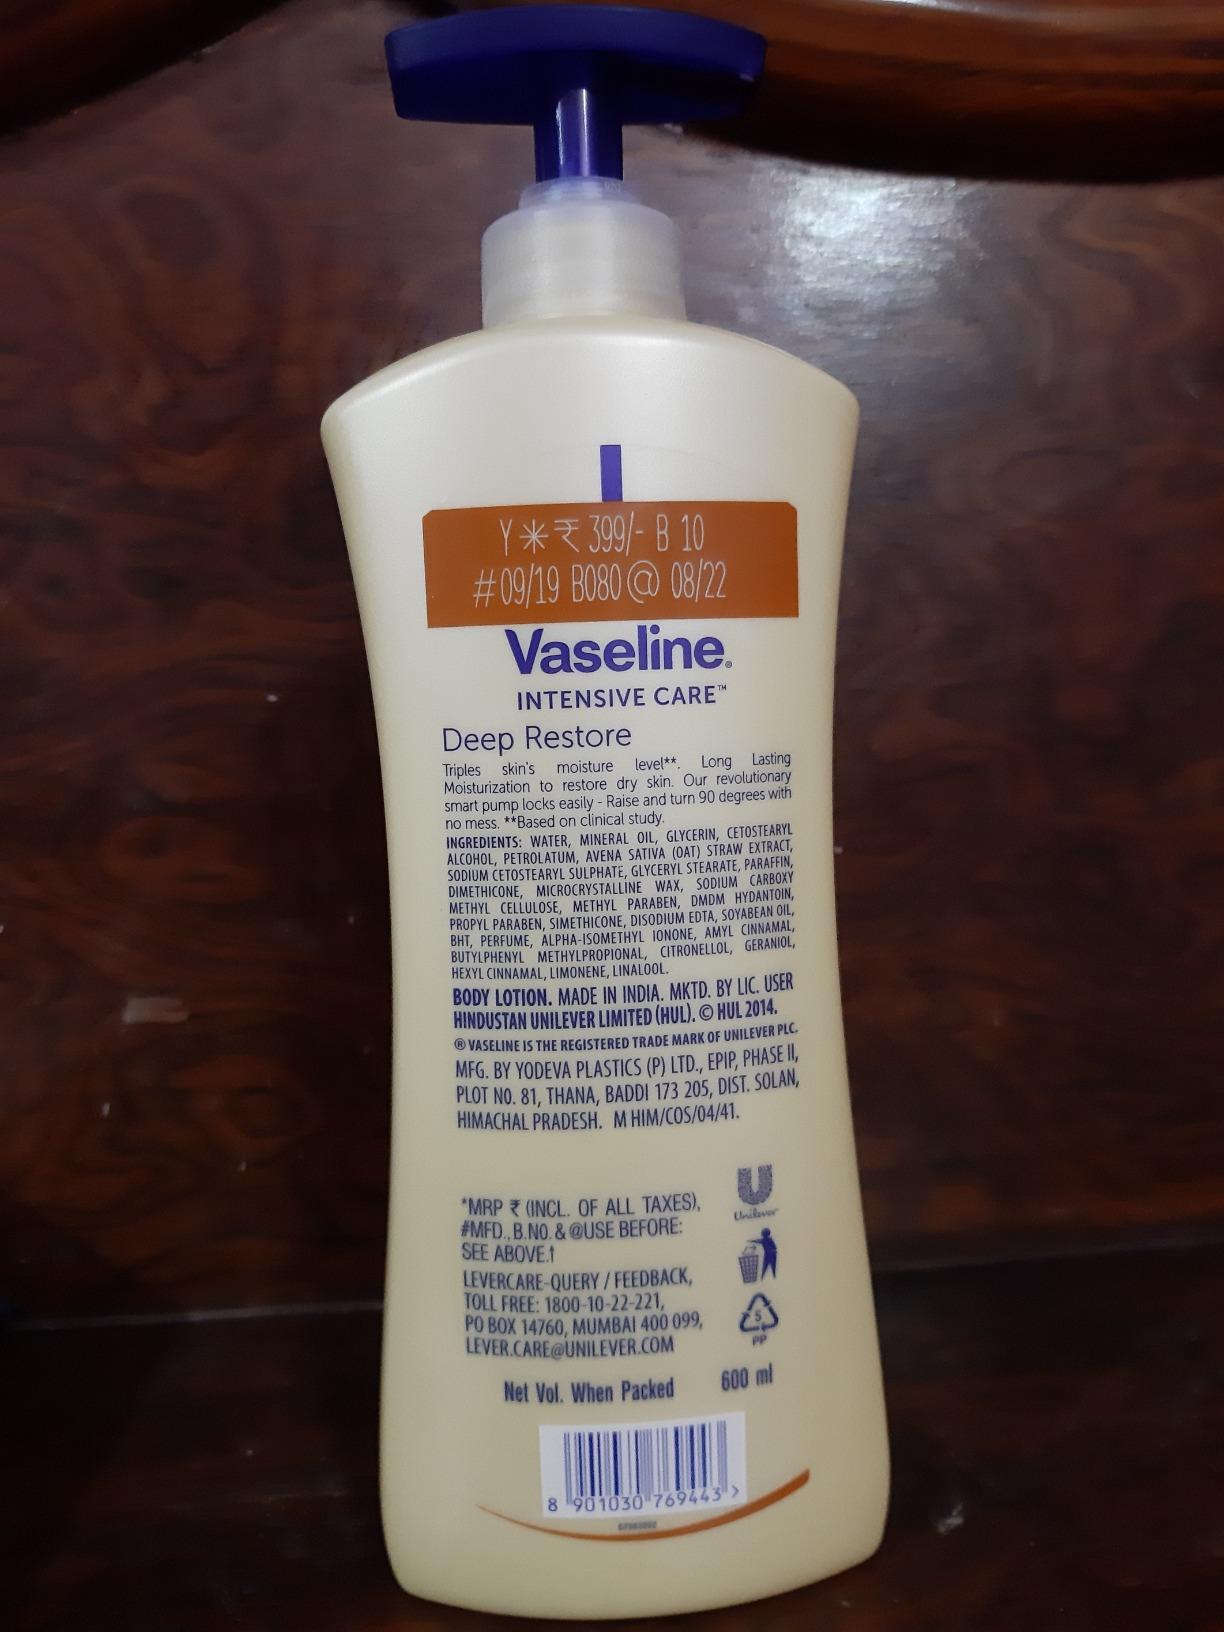 Y*₹ 399/- B 10
#09/19 B080@ 08/22
Vaseline®
INTENSIVE CARE™
Deep Restore
Triples skin's moisture level**. Long Lasting
Moisturization to restore dry skin. Our revolutionary
smart pump locks easily - Raise and turn 90 degrees with
no mess. **Based on clinical study.
INGREDIENTS: WATER, MINERAL OIL, GLYCERIN, CETOSTEARYL
ALCOHOL, PETROLATUM, AVENA SATIVA (OAT) STRAW EXTRACT,
SODIUM CETOSTEARYL SULPHATE, GLYCERYL STEARATE, PARAFFIN,
DIMETHICONE, MICROCRYSTALLINE WAX, SODIUM CARBOXY
METHYL CELLULOSE, METHYL PARABEN, DMDM HYDANTOIN,
PROPYL PARABEN, SIMETHICONE, DISODIUM EDTA, SOYABEAN OIL,
BHT, PERFUME, ALPHA-ISOMETHYL IONONE, AMYL CINNAMAL,
BUTYLPHENYL METHYLPROPIONAL, CITRONELLOL, GERANIOL,
HEXYL CINNAMAL, LIMONENE, LINALOOL.
BODY LOTION. MADE IN INDIA. MKTD. BY LIC. USER
HINDUSTAN UNILEVER LIMITED (HUL). © HUL 2014.
® VASELINE IS THE REGISTERED TRADE MARK OF UNILEVER PLC.
MFG. BY YODEVA PLASTICS (P) LTD., EPIP, PHASE II,
PLOT NO. 81, THANA, BADDI 173 205, DIST. SOLAN,
HIMACHAL PRADESH. M HIM/COS/04/41.
*MRP ₹ (INCL. OF ALL TAXES),
#MFD., B.NO. & @USE BEFORE:
SEE ABOVE.↑
Unilever
LEVERCARE-QUERY / FEEDBACK,
TOLL FREE: 1800-10-22-221,
PO BOX 14760, MUMBAI 400 099,
LEVER.CARE@UNILEVER.COM
5
PP
Net Vol. When Packed 600 ml
8 901030 769443 >